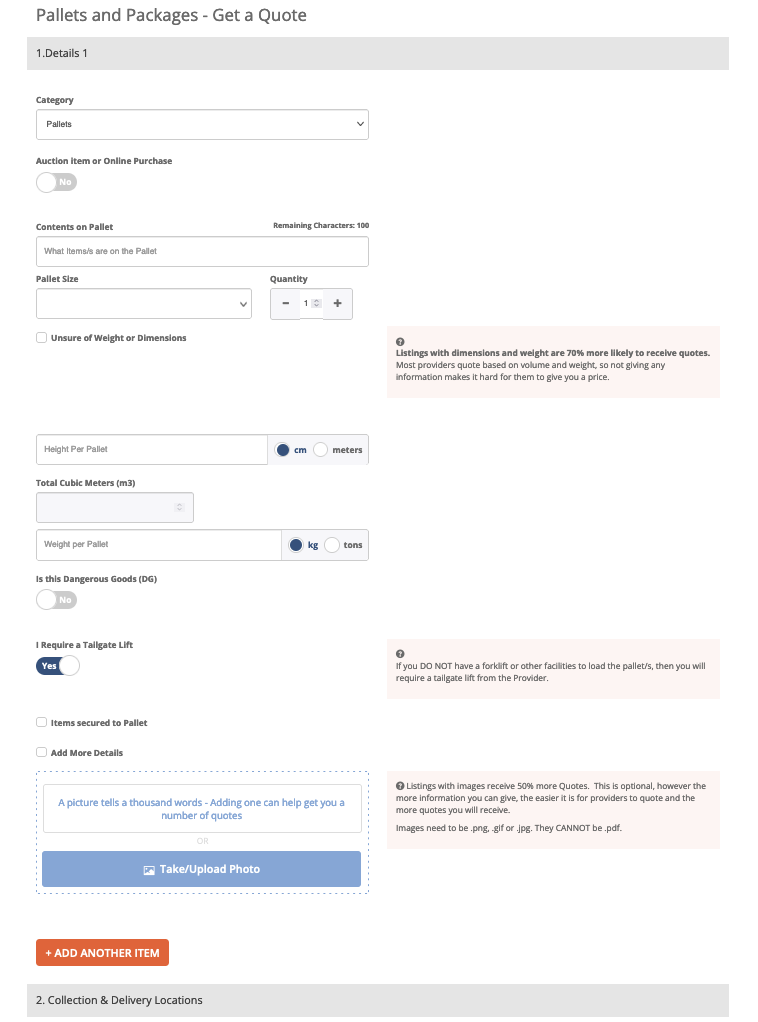 Pallets and Packages - Get a Quote
1.Details 1
Category
Pallets
Auction item or Online Purchase
No
Contents on Pallet
Remaining Characters: 100
What Items/s are on the Pallet
Pallet Size
Quantity
- 1 +
Unsure of Weight or Dimensions
Listings with dimensions and weight are 70% more likely to receive quotes.
Most providers quote based on volume and weight, so not giving any
information makes it hard for them to give you a price.
Height Per Pallet
cm
meters
Total Cubic Meters (m3)
Weight per Pallet
kg
tons
Is this Dangerous Goods (DG)
No
I Require a Tailgate Lift
Yes
If you DO NOT have a forklift or other facilities to load the pallet/s, then you will
require a tailgate lift from the Provider.
Items secured to Pallet
Add More Details
A picture tells a thousand words - Adding one can help get you a
number of quotes
OR
Take/Upload Photo
Listings with images receive 50% more Quotes. This is optional, however the
more information you can give, the easier it is for providers to quote and the
more quotes you will receive.
Images need to be .png, .gif or .jpg. They CANNOT be .pdf.
+ ADD ANOTHER ITEM
2. Collection & Delivery Locations